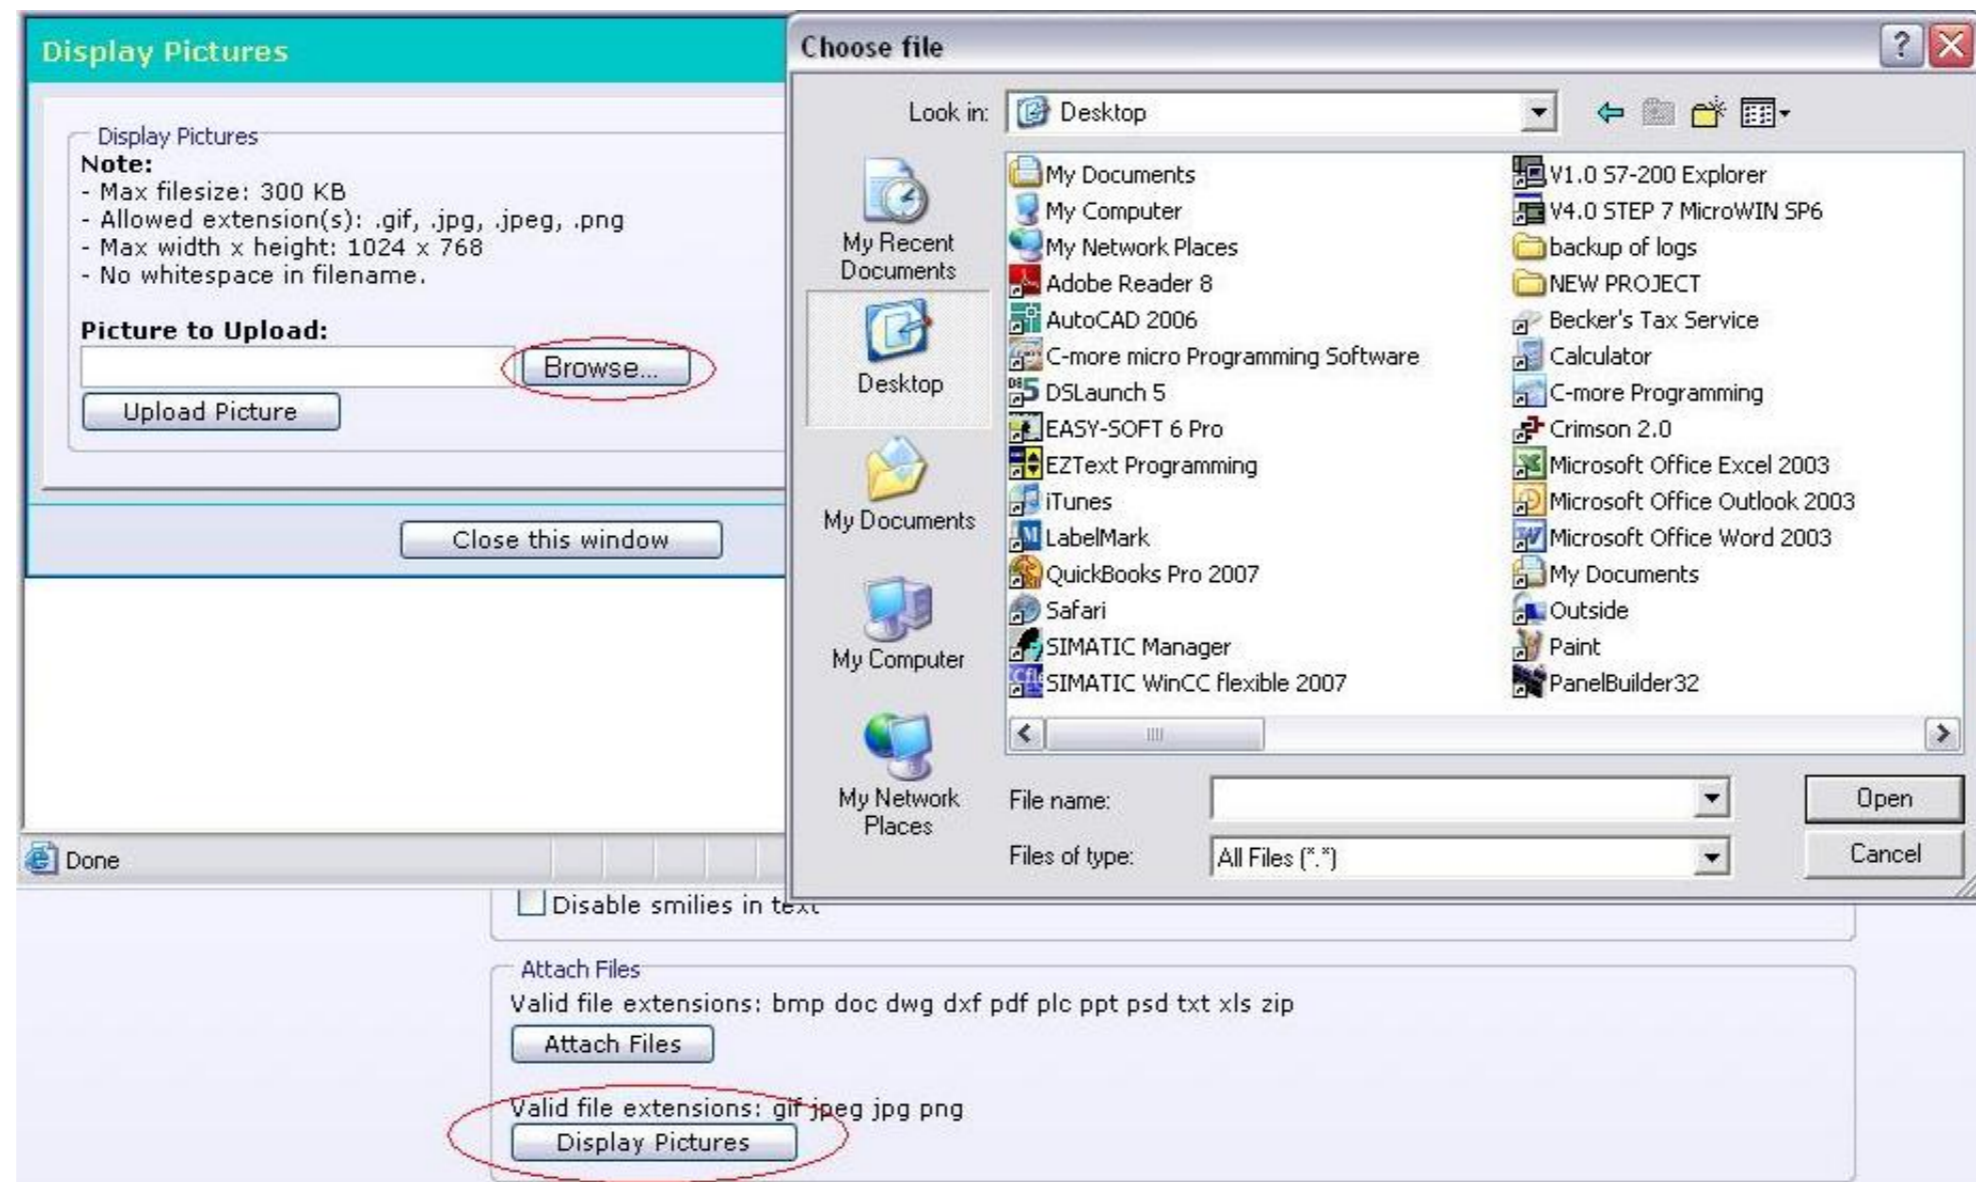 Display Pictures
Display Pictures
Note:
- Max filesize: 300 KB
- Allowed extension(s): .gif, .jpg, .jpeg, .png
- Max width x height: 1024 x 768
- No whitespace in filename.
Picture to Upload:
Browse...
Upload Picture
Close this window
Done
Choose file
Look in:
Desktop
My Recent
Documents
Desktop
My Documents
My Computer
My Network
Places
My Documents
My Computer
My Network Places
Adobe Reader 8
AutoCAD 2006
C-more micro Programming Software
DSLaunch 5
EASY-SOFT 6 Pro
EZText Programming
iTunes
LabelMark
QuickBooks Pro 2007
Safari
SIMATIC Manager
SIMATIC WinCC flexible 2007
V1.0 S7-200 Explorer
V4.0 STEP 7 MicroWIN SP6
backup of logs
NEW PROJECT
Becker's Tax Service
Calculator
C-more Programming
Crimson 2.0
Microsoft Office Excel 2003
Microsoft Office Outlook 2003
Microsoft Office Word 2003
My Documents
Outside
Paint
PanelBuilder32
File name:
Open
Files of type:
All Files (*.*)
Cancel
Disable smilies in text
Attach Files
Valid file extensions: bmp doc dwg dxf pdf plc ppt psd txt xls zip
Attach Files
Valid file extensions: gif jpeg jpg png
Display Pictures